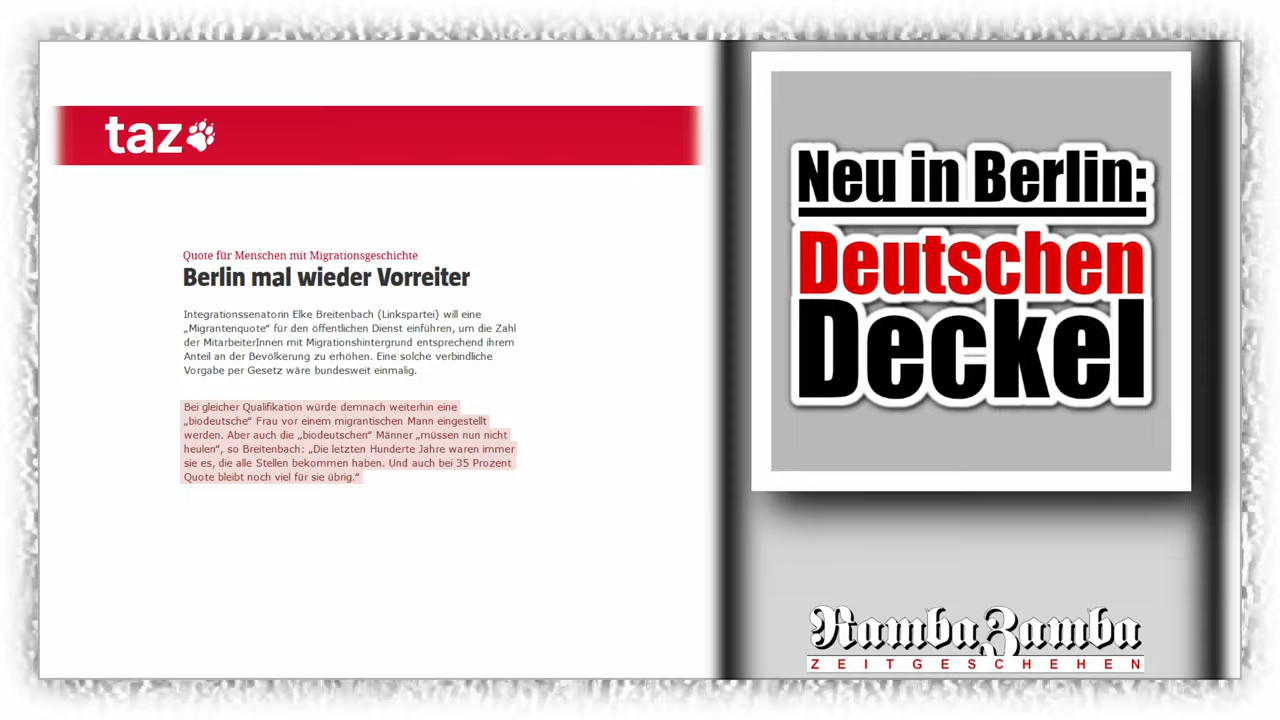 taz
Quote für Menschen mit Migrationsgeschichte
Berlin mal wieder Vorreiter
Integrationssenatorin Elke Breitenbach (Linkspartei) will eine
„Migrantenquote“ für den öffentlichen Dienst einführen, um die Zahl
der MitarbeiterInnen mit Migrationshintergrund entsprechend ihrem
Anteil an der Bevölkerung zu erhöhen. Eine solche verbindliche
Vorgabe per Gesetz wäre bundesweit einmalig.
Bei gleicher Qualifikation würde demnach weiterhin eine
„biodeutsche“ Frau vor einem migrantischen Mann eingestellt
werden. Aber auch die „biodeutschen“ Männer „müssen nun nicht
heulen“, so Breitenbach: „Die letzten Hunderte Jahre waren immer
sie es, die alle Stellen bekommen haben. Und auch bei 35 Prozent
Quote bleibt noch viel für sie übrig.“
Neu in Berlin:
Deutschen
Deckel
RambaZamba
ZEITGESCHEHEN